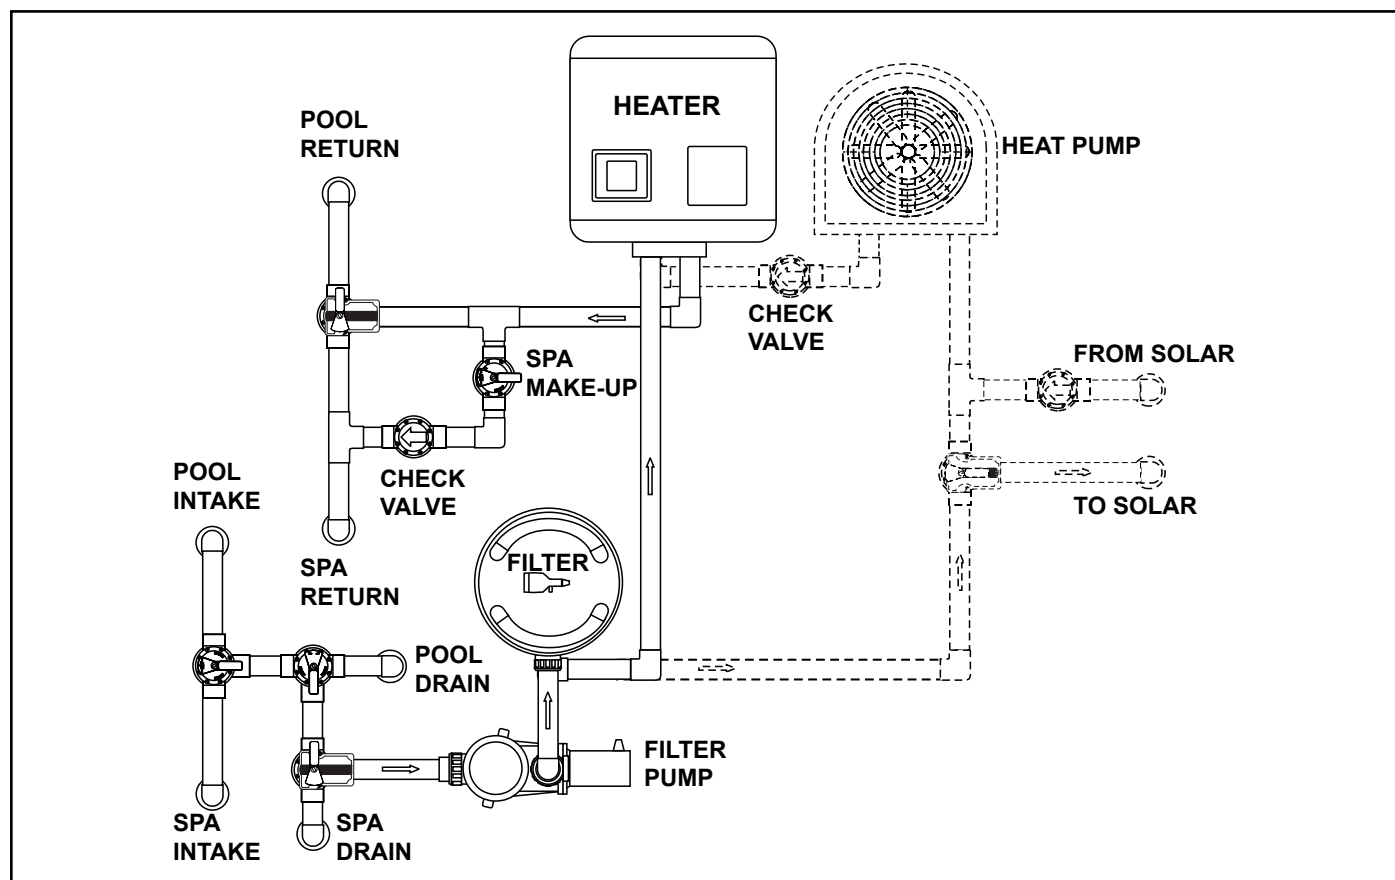 HEATER
POOL
RETURN
HEAT PUMP
CHECK
VALVE
FROM SOLAR
SPA
MAKE-UP
POOL
INTAKE
CHECK
VALVE
TO SOLAR
FILTER
SPA
RETURN
POOL
DRAIN
FILTER
PUMP
SPA
INTAKE
SPA
DRAIN